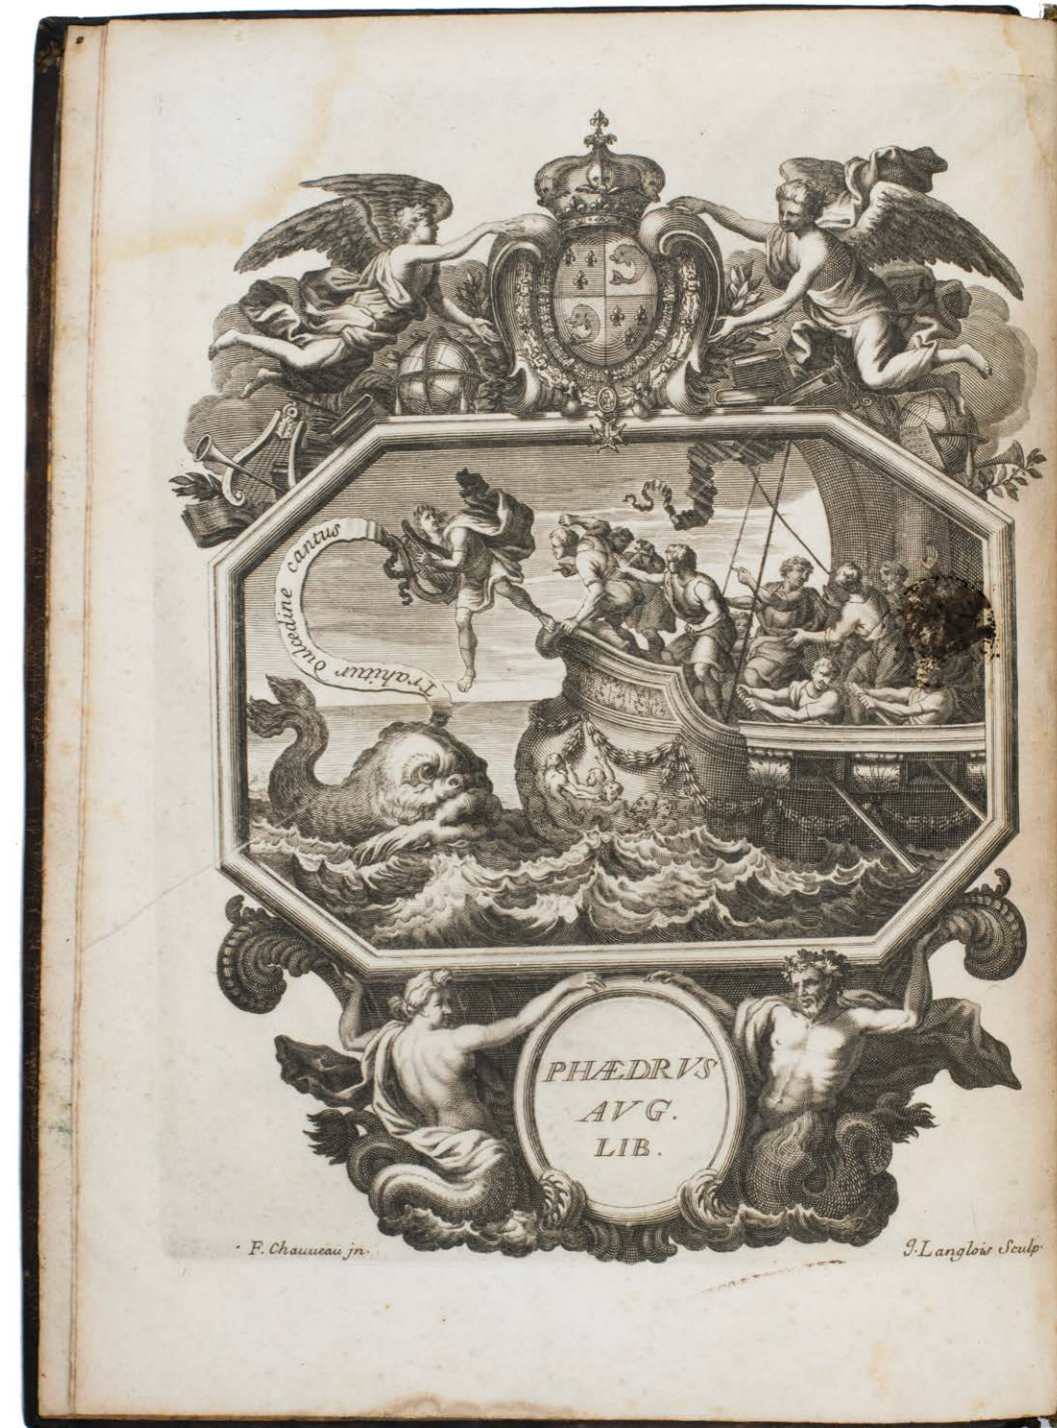 Trahitur dulcedine cantus
PHÆDRVS
AVG.
LIB.
F. Chauueau jn.
J. Langlois Sculp.